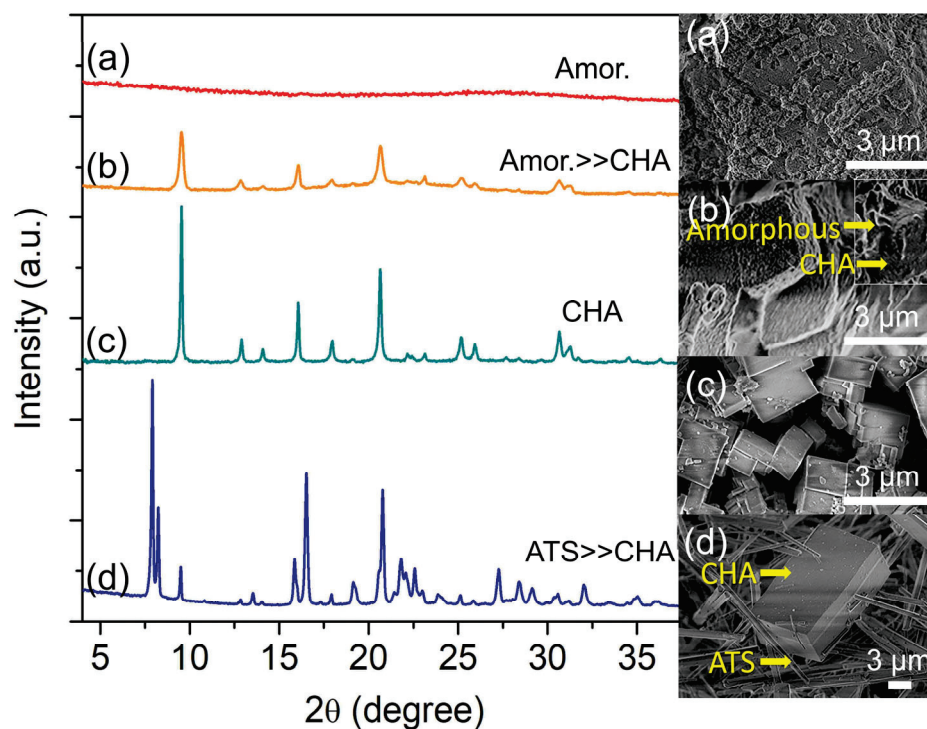 (a)
Amor.
(b)
Amor.>>CHA
(c)
CHA
(d)
ATS>>CHA
Intensity (a.u.)
5 10 15 20 25 30 35
2θ (degree)
(a)
3 μm
(b)
Amorphous
CHA
3 μm
(c)
3 μm
(d)
CHA
ATS
3 μm